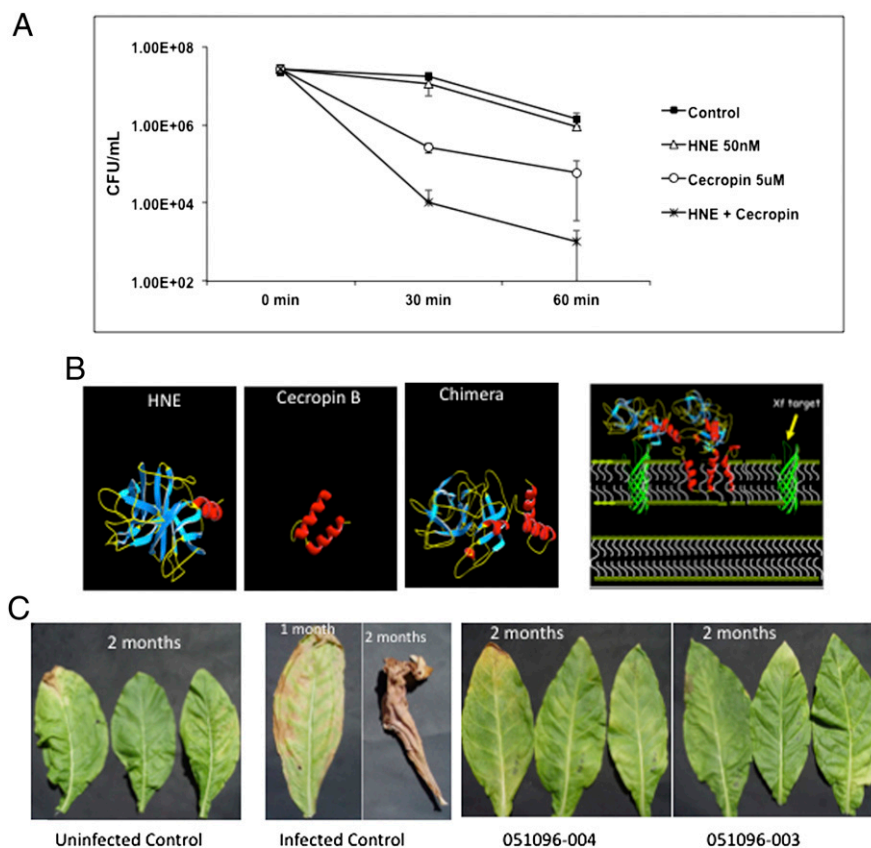 A
1.00E+08
1.00E+06
1.00E+04
1.00E+02
CFU/mL
0 min 30 min 60 min
Control
HNE 50nM
Cecropin 5uM
HNE + Cecropin
B
HNE
Cecropin B
Chimera
Xf target
C
2 months
1 month
2 months
2 months
2 months
Uninfected Control
Infected Control
051096-004
051096-003